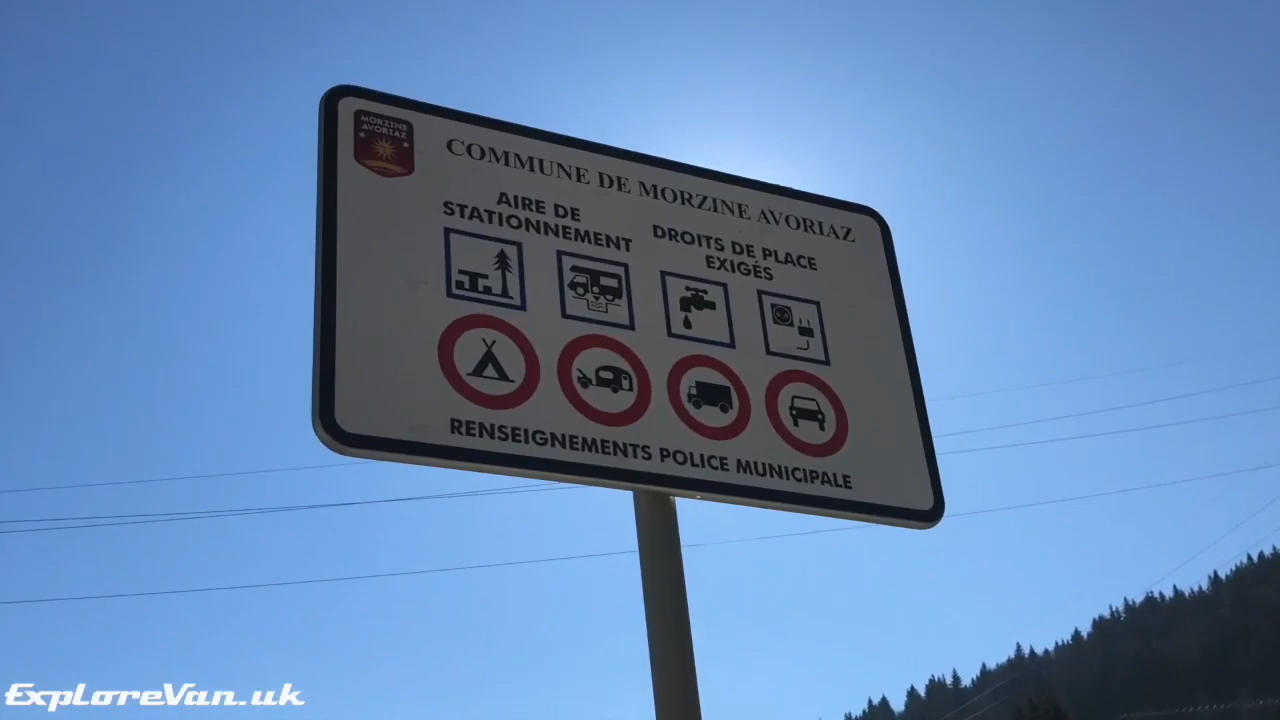 MORZINE
AVORIAZ
COMMUNE DE MORZINE AVORIAZ
AIRE DE
STATIONNEMENT
DROITS DE PLACE
EXIGÉS
RENSEIGNEMENTS POLICE MUNICIPALE
ExploreVan.uk